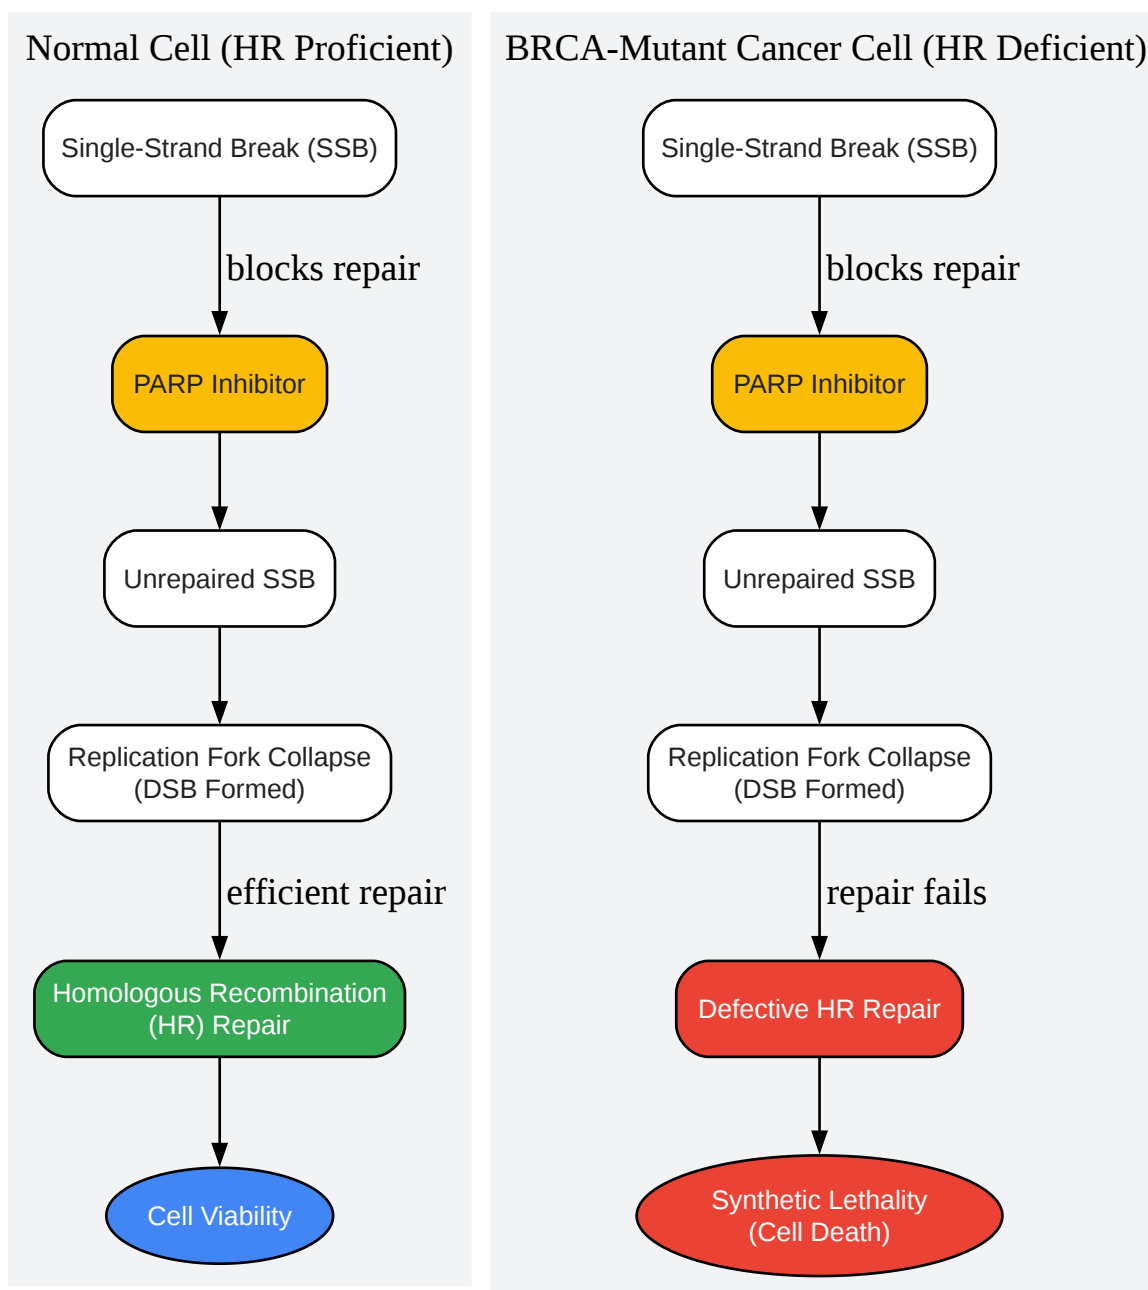 Normal Cell (HR Proficient)
Single-Strand Break (SSB)
blocks repair
PARP Inhibitor
Unrepaired SSB
Replication Fork Collapse
(DSB Formed)
efficient repair
Homologous Recombination
(HR) Repair
Cell Viability
BRCA-Mutant Cancer Cell (HR Deficient)
Single-Strand Break (SSB)
blocks repair
PARP Inhibitor
Unrepaired SSB
Replication Fork Collapse
(DSB Formed)
repair fails
Defective HR Repair
Synthetic Lethality
(Cell Death)